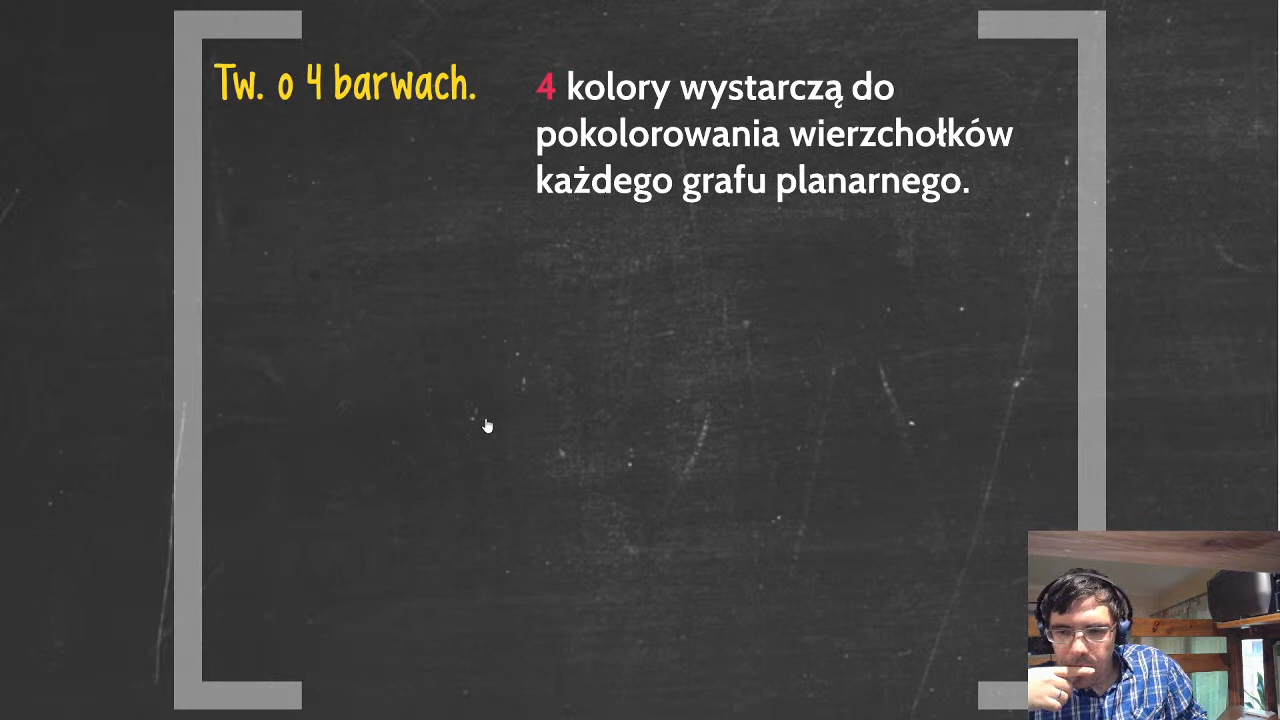 Tw. o 4 barwach.
4 kolory wystarczą do
pokolorowania wierzchołków
każdego grafu planarnego.